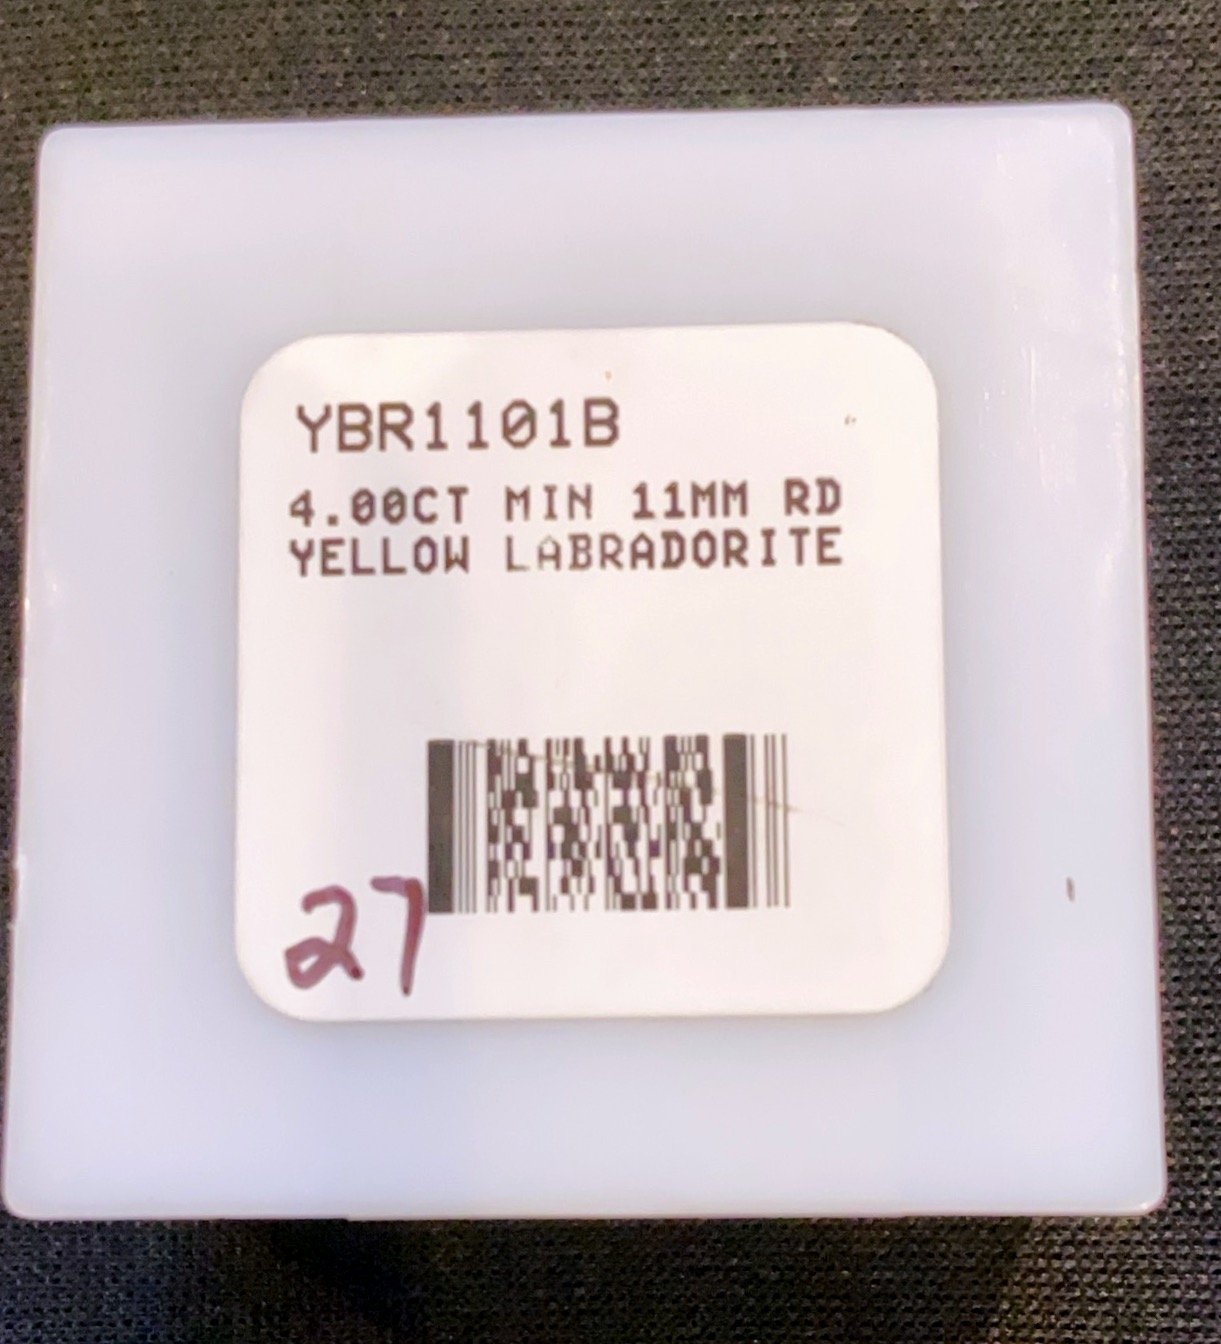 YBR1101B
4.00CT MIN 11MM RD
YELLOW LABRADORITE
27